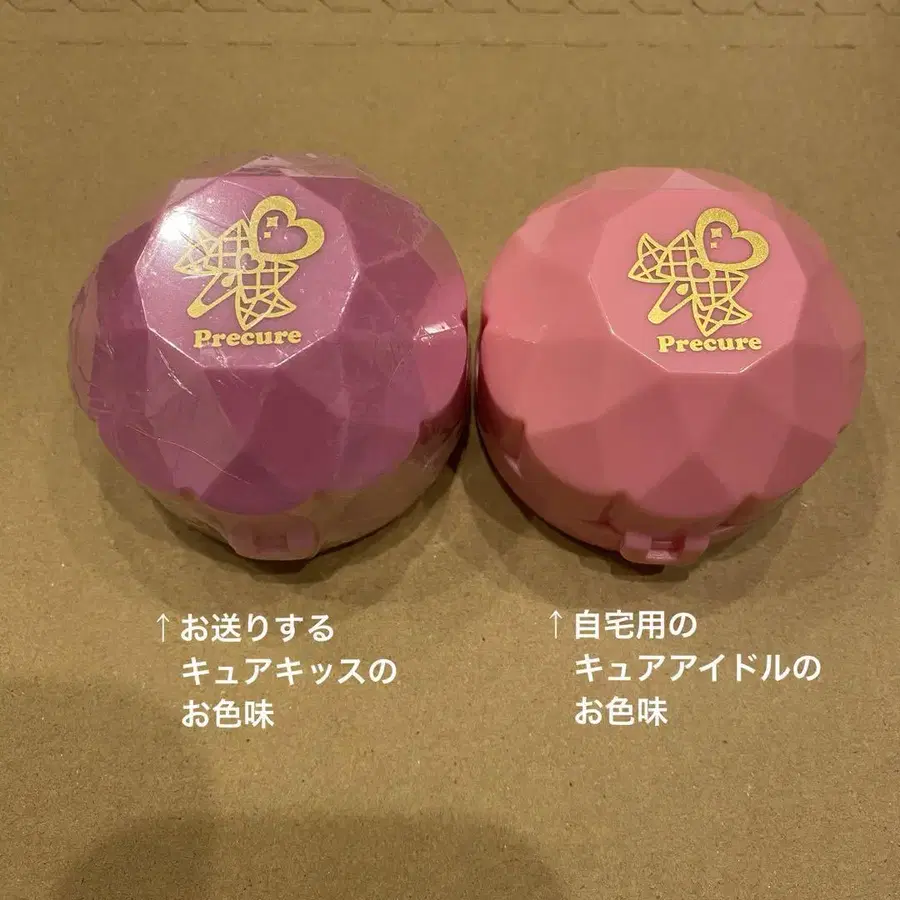 Precure
Precure
↑お送りする
キュアキッスの
お色味
↑自宅用の
キュアアイドルの
お色味